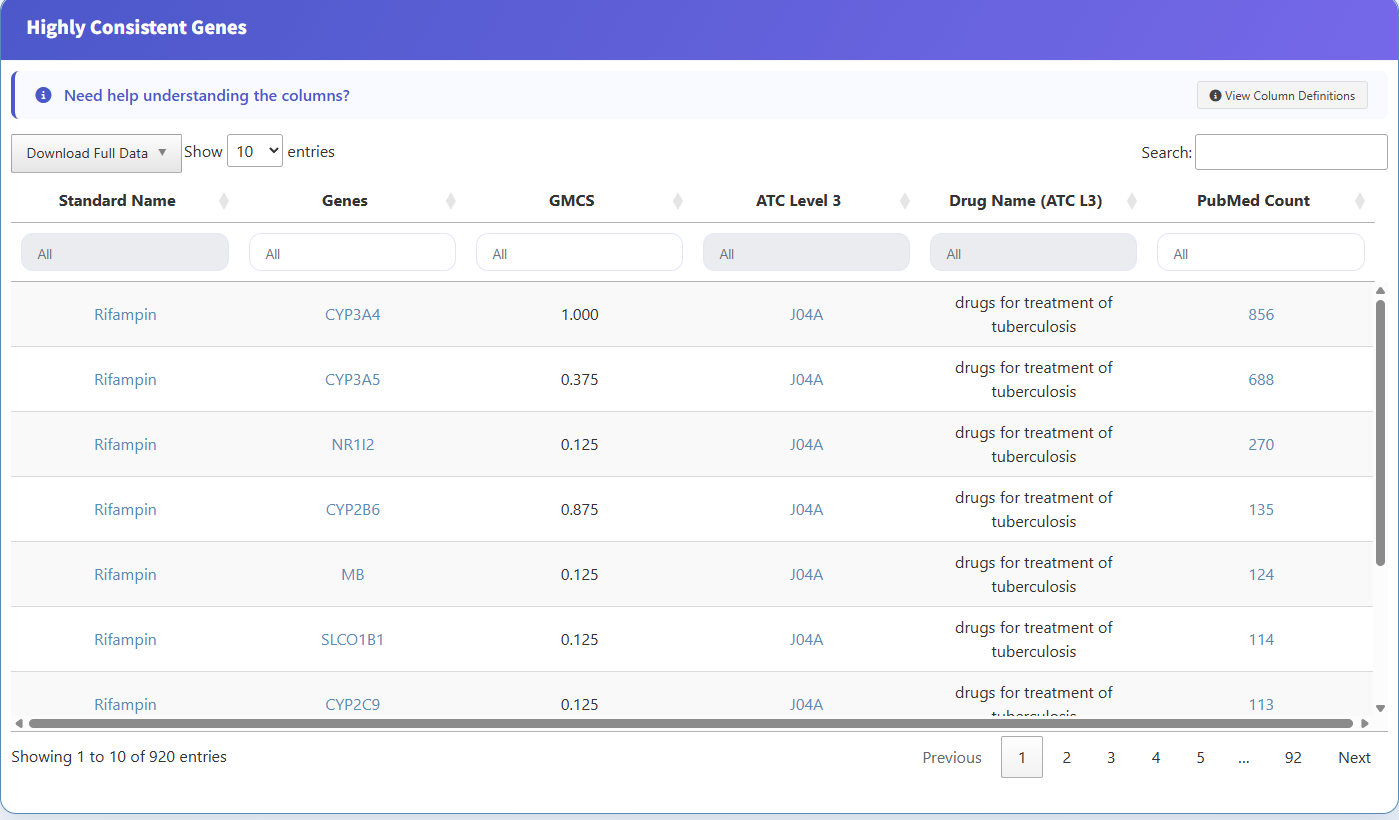 Highly Consistent Genes
Need help understanding the columns?
View Column Definitions
Download Full Data ▼ Show 10 entries
Search:
Standard Name Genes GMCS ATC Level 3 Drug Name (ATC L3) PubMed Count
All All All All All All
Rifampin CYP3A4 1.000 J04A drugs for treatment of tuberculosis 856
Rifampin CYP3A5 0.375 J04A drugs for treatment of tuberculosis 688
Rifampin NR1I2 0.125 J04A drugs for treatment of tuberculosis 270
Rifampin CYP2B6 0.875 J04A drugs for treatment of tuberculosis 135
Rifampin MB 0.125 J04A drugs for treatment of tuberculosis 124
Rifampin SLCO1B1 0.125 J04A drugs for treatment of tuberculosis 114
Rifampin CYP2C9 0.125 J04A drugs for treatment of 113
Showing 1 to 10 of 920 entries
Previous 1 2 3 4 5 ... 92 Next